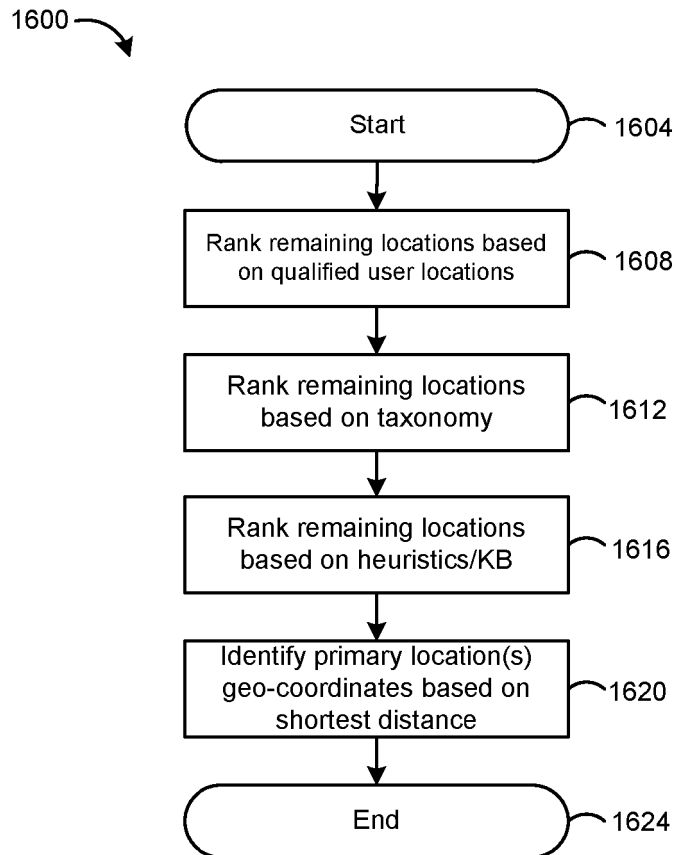 1600
Start
1604
Rank remaining locations based
on qualified user locations
1608
Rank remaining locations
based on taxonomy
1612
Rank remaining locations
based on heuristics/KB
1616
Identify primary location(s)
geo-coordinates based on
shortest distance
1620
End
1624